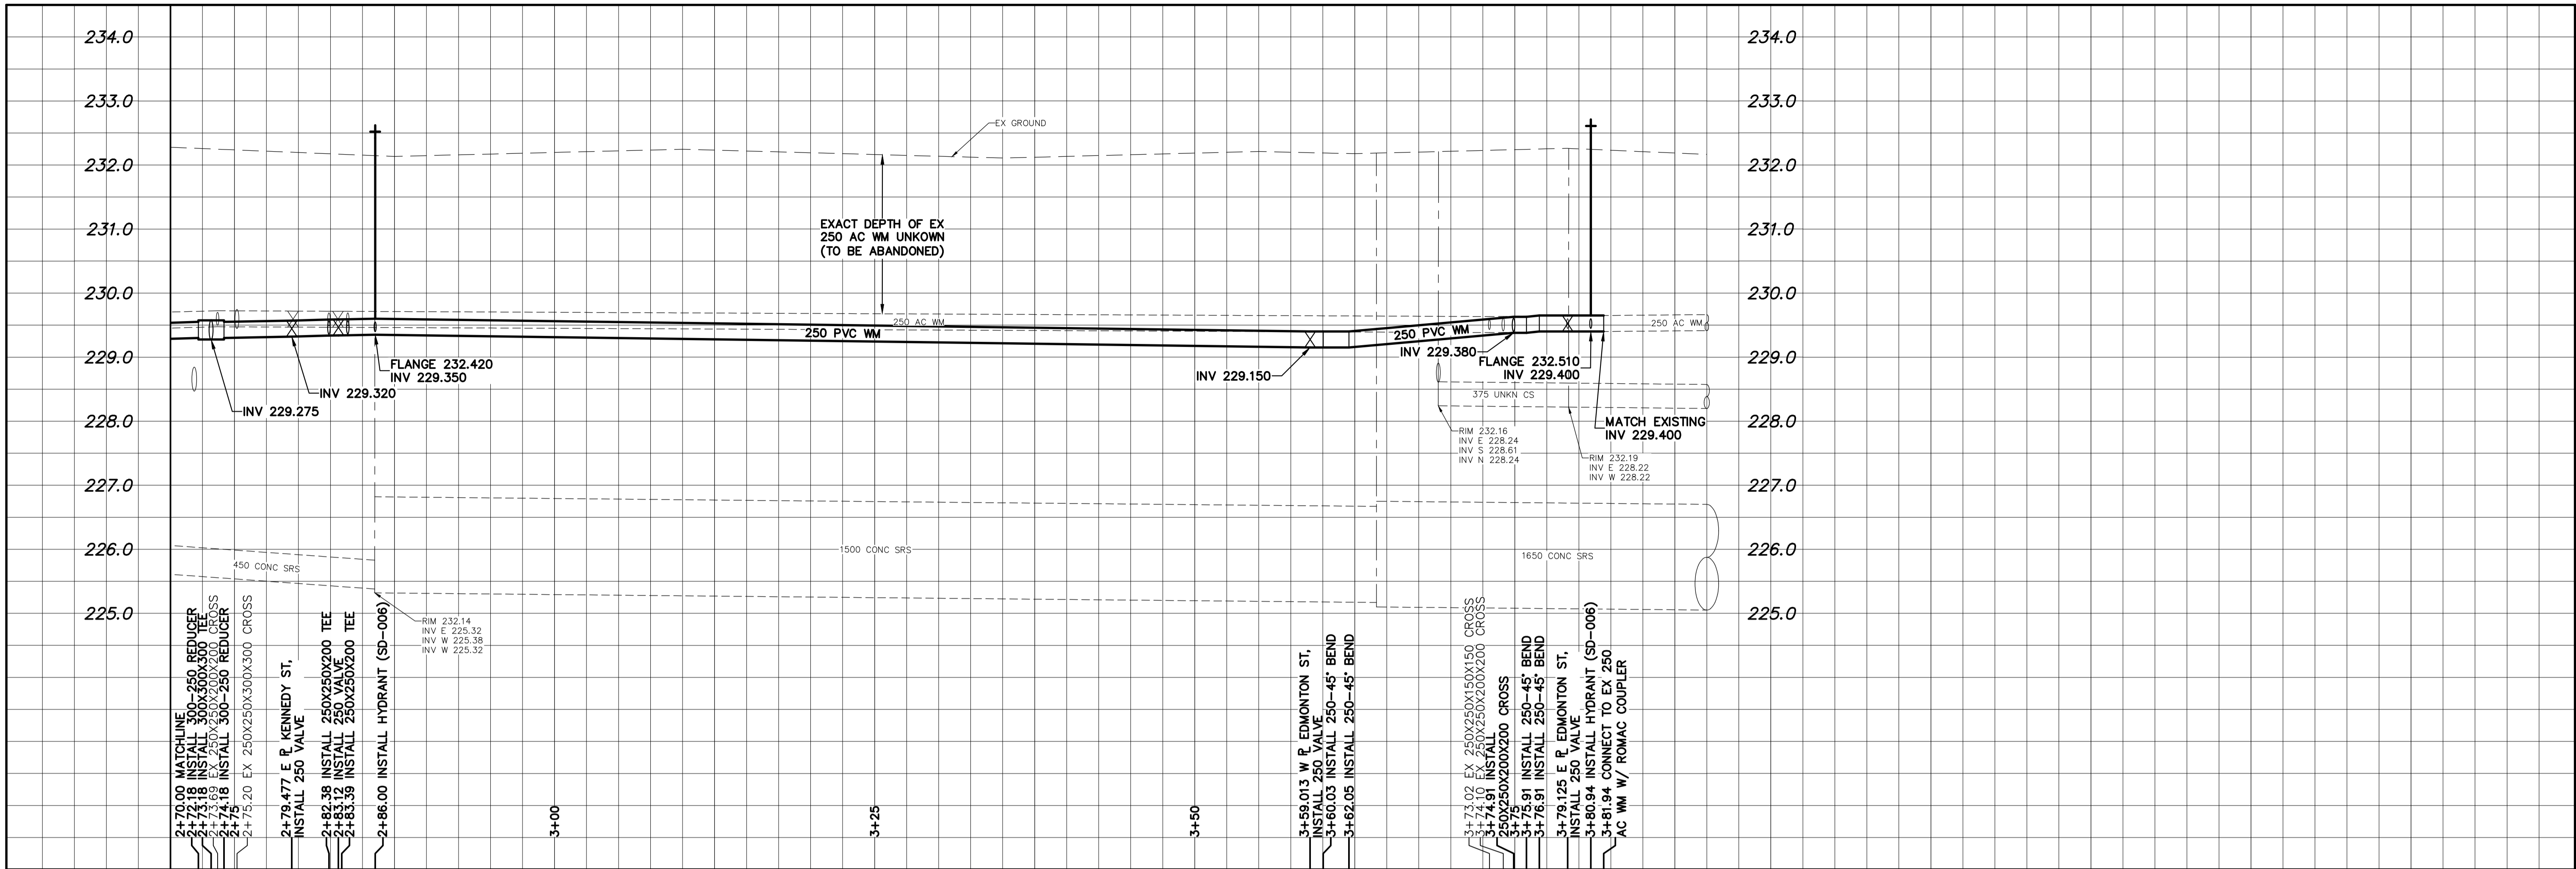 234.0
234.0
233.0
233.0
EX GROUND
232.0
232.0
EXACT DEPTH OF EX
250 AC WM UNKOWN
(TO BE ABANDONED)
231.0
231.0
230.0
230.0
250 AC WM
250 PVC WM
250 PVC WM
250 AC WM
229.0
229.0
INV 229.275
INV 229.320
FLANGE 232.420
INV 229.350
INV 229.150
INV 229.380
FLANGE 232.510
INV 229.400
375 UNKN CS
MATCH EXISTING
INV 229.400
228.0
228.0
RIM 232.16
INV E 228.24
INV S 228.61
INV N 228.24
RIM 232.19
INV E 228.22
INV W 228.22
227.0
227.0
226.0
226.0
450 CONC SRS
1500 CONC SRS
1650 CONC SRS
225.0
225.0
RIM 232.14
INV E 225.32
INV W 225.38
INV W 225.32
2+70.00 MATCHLINE
2+72.18 INSTALL 300-250 REDUCER
2+73.18 INSTALL 300X300X300 TEE
2+73.69 EX 250X250X200X200 CROSS
2+74.18 INSTALL 300-250 REDUCER
2+75
2+75.20 EX 250X250X300X300 CROSS
2+79.477 E PL KENNEDY ST,
INSTALL 250 VALVE
2+82.38 INSTALL 250X250X200 TEE
2+83.12 INSTALL 250 VALVE
2+83.39 INSTALL 250X250X200 TEE
2+86.00 INSTALL HYDRANT (SD-006)
3+00
3+25
3+50
3+59.013 W PL EDMONTON ST,
INSTALL 250 VALVE
3+60.03 INSTALL 250-45° BEND
3+62.05 INSTALL 250-45° BEND
3+73.02 EX 250X250X150X150 CROSS
3+74.10 EX 250X250X200X200 CROSS
3+74.91 INSTALL
250X250X200X200 CROSS
3+75
3+75.91 INSTALL 250-45° BEND
3+76.91 INSTALL 250-45° BEND
3+79.125 E PL EDMONTON ST,
INSTALL 250 VALVE
3+80.94 INSTALL HYDRANT (SD-006)
3+81.94 CONNECT TO EX 250
AC WM W/ ROMAC COUPLER